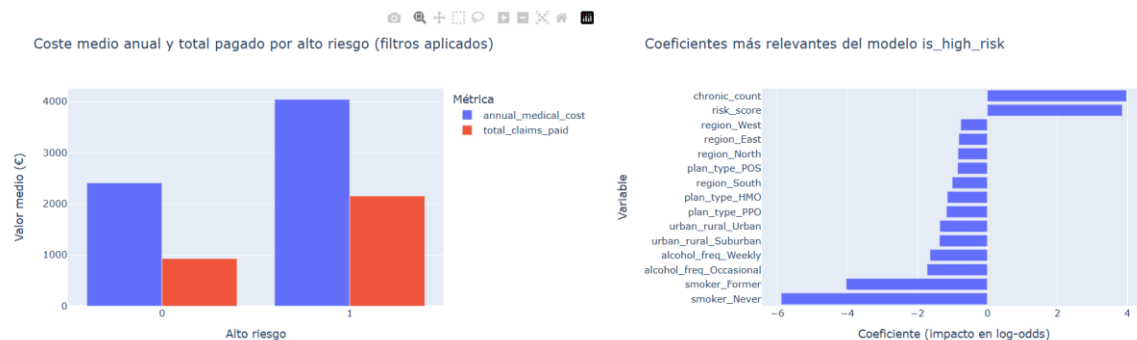 Coste medio anual y total pagado por alto riesgo (filtros aplicados)
Métrica
annual_medical_cost
total_claims_paid
Valor medio (€)
4000
3000
2000
1000
0
0
1
Alto riesgo
Coeficientes más relevantes del modelo is_high_risk
Variable
chronic_count
risk_score
region_West
region_East
region_North
plan_type_POS
region_South
plan_type_HMO
plan_type_PPO
urban_rural_Urban
urban_rural_Suburban
alcohol_freq_Weekly
alcohol_freq_Occasional
smoker_Former
smoker_Never
−6
−4
−2
0
2
4
Coeficiente (impacto en log-odds)